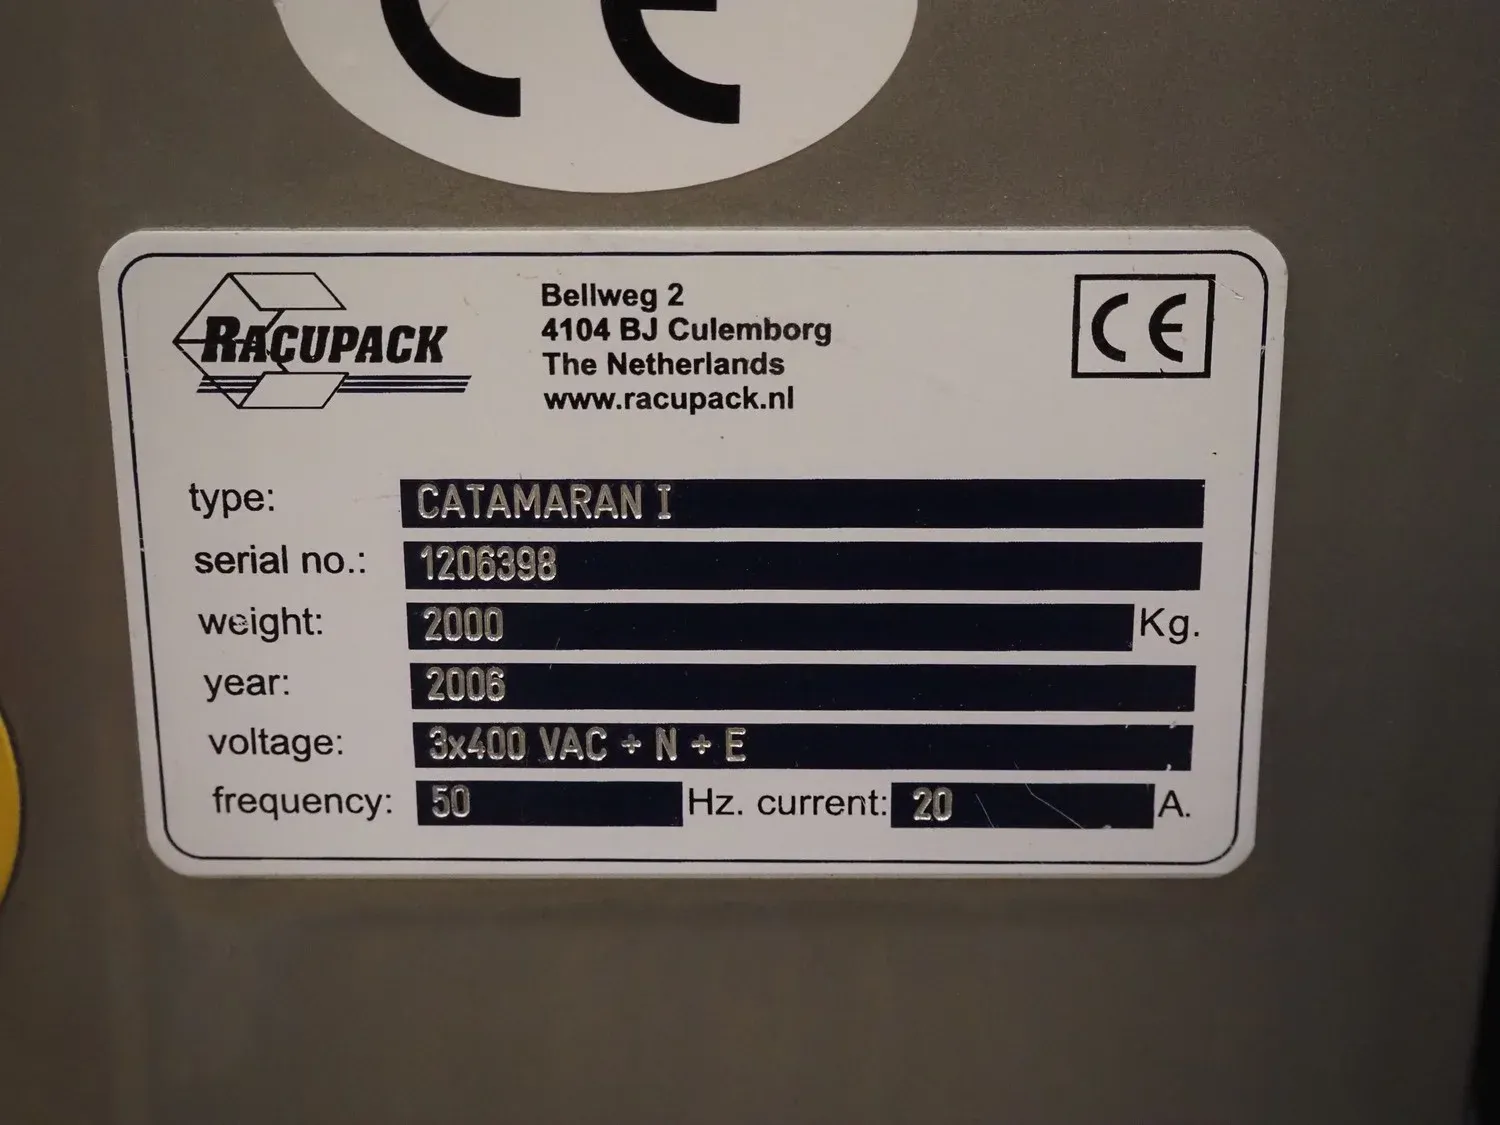 CE
RACUPACK
Bellweg 2
4104 BJ Culemborg
The Netherlands
www.racupack.nl
CE
type: CATAMARAN I
serial no.: 1206398
weight: 2000 Kg.
year: 2006
voltage: 3x400 VAC + N + E
frequency: 50 Hz. current: 20 A.